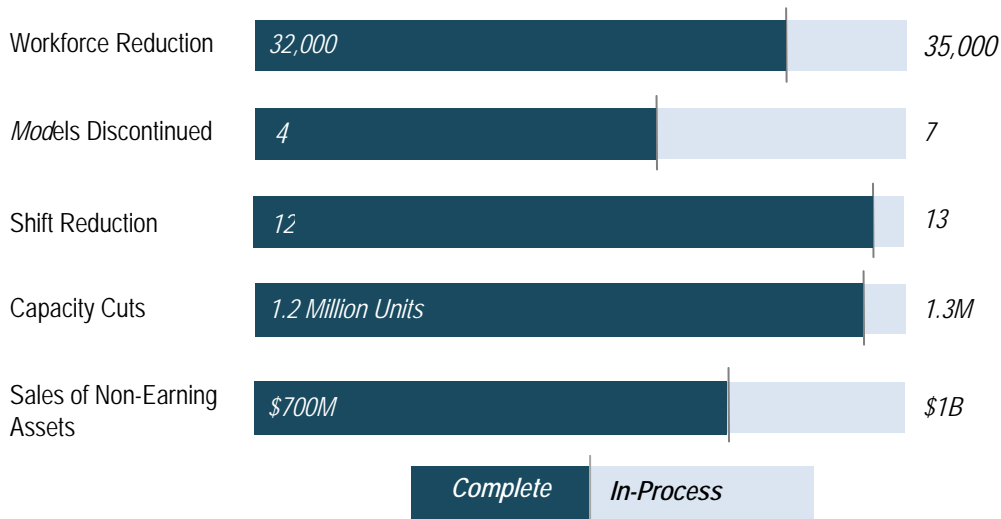 Workforce Reduction 32,000 35,000
Models Discontinued 4 7
Shift Reduction 12 13
Capacity Cuts 1.2 Million Units 1.3M
Sales of Non-Earning
Assets $700M $1B
Complete In-Process